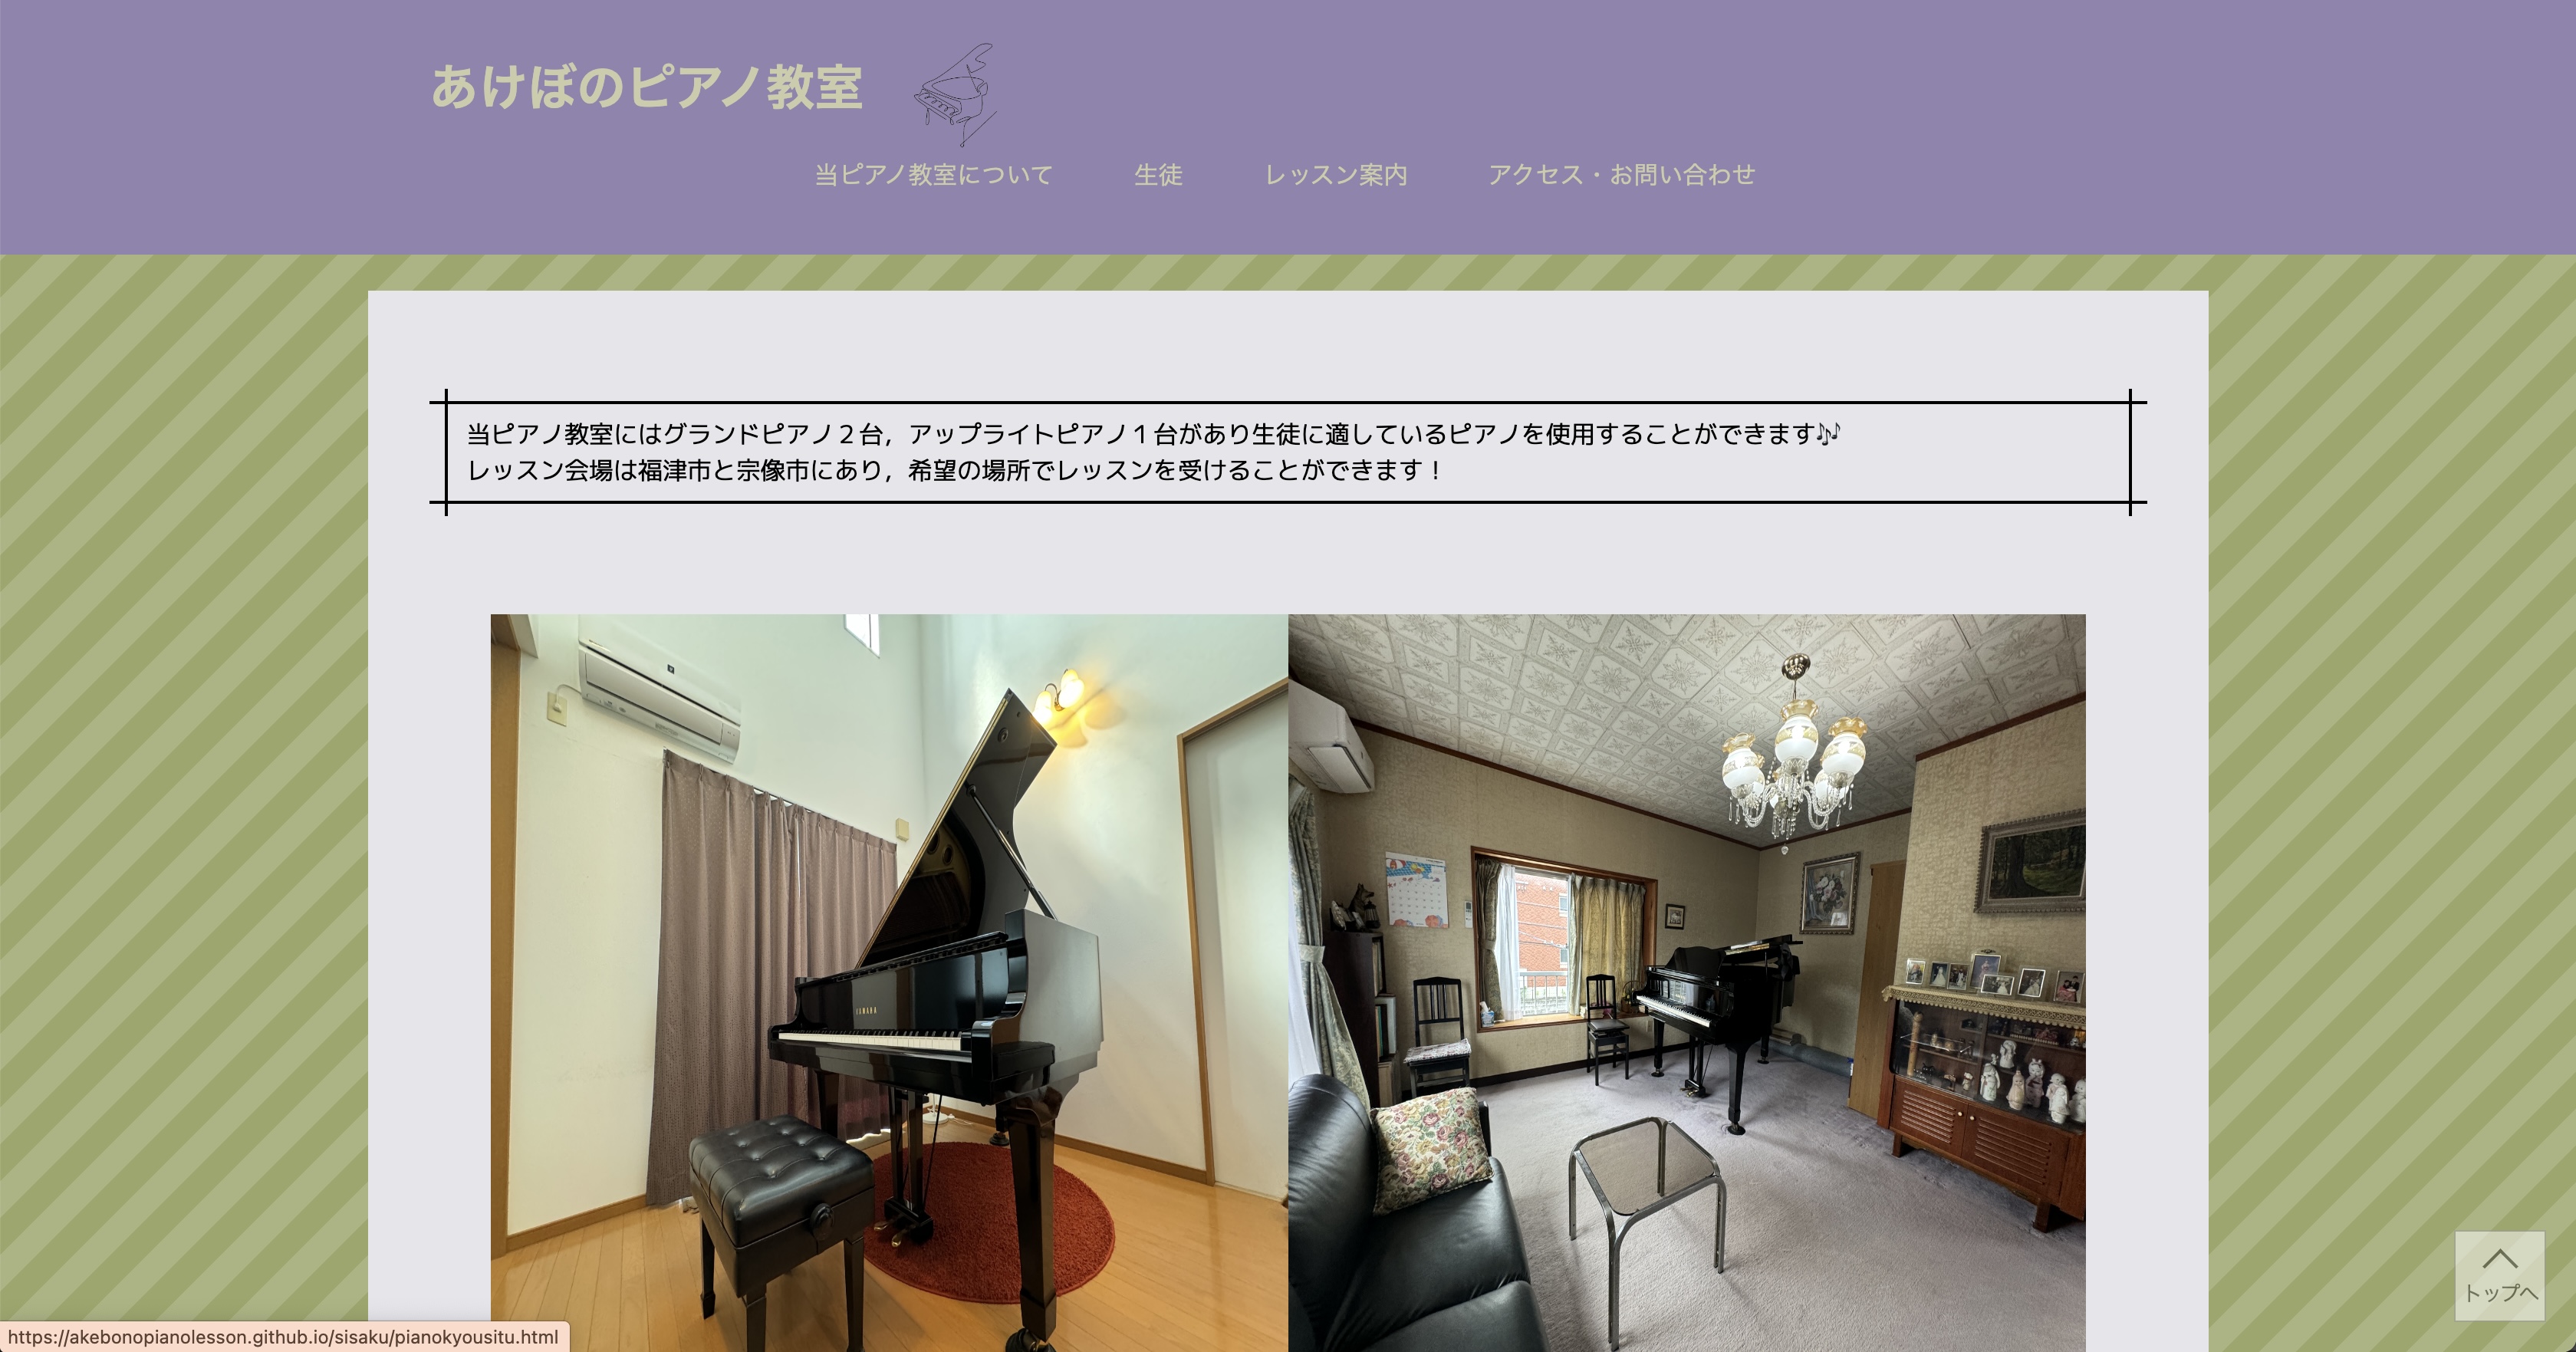 あけぼのピアノ教室
当ピアノ教室について 生徒 レッスン案内 アクセス・お問い合わせ
当ピアノ教室にはグランドピアノ２台，アップライトピアノ１台があり生徒に適しているピアノを使用することができます🎶
レッスン会場は福津市と宗像市にあり，希望の場所でレッスンを受けることができます！
YAMAHA
トップへ
https://akebonopianolesson.github.io/sisaku/pianokyousitu.html